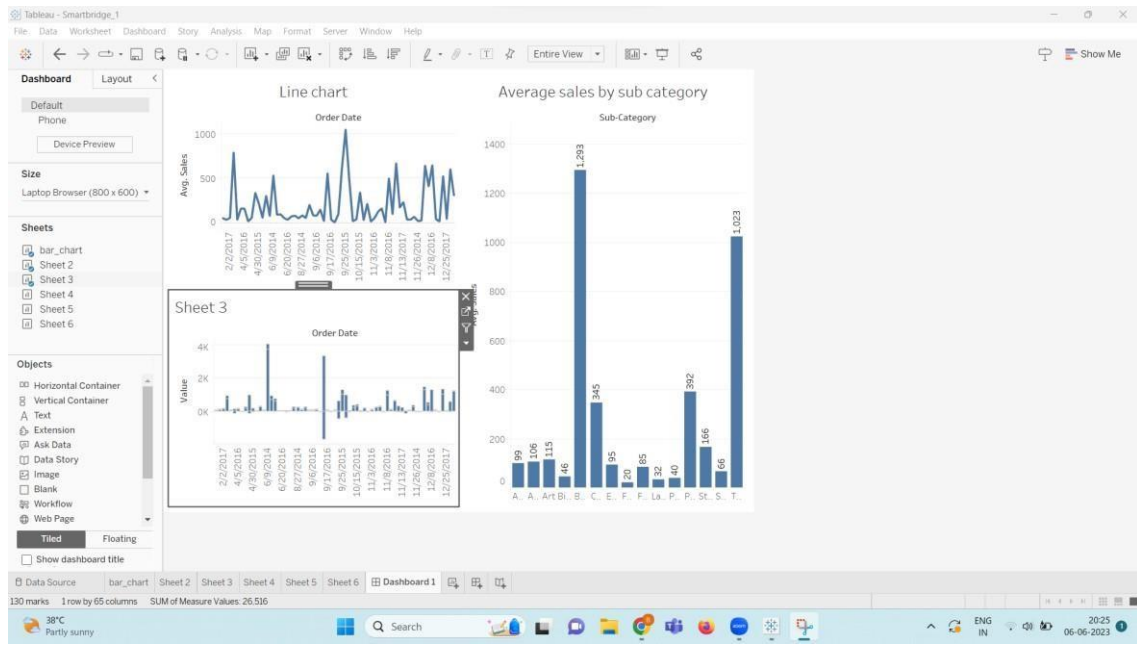 Tableau - Smartbridge_1
File Data Worksheet Dashboard Story Analysis Map Format Server Window Help
Entire View
Show Me
Dashboard Layout
Default
Phone
Device Preview
Size
Laptop Browser (800 x 600)
Sheets
bar_chart
Sheet 2
Sheet 3
Sheet 4
Sheet 5
Sheet 6
Objects
Horizontal Container
Vertical Container
A Text
Extension
Ask Data
Data Story
Image
Blank
Workflow
Web Page
Tiled Floating
Show dashboard title
Line chart
Order Date
Avg. Sales
1000
500
0
2/2/2017
4/5/2016
4/30/2015
6/9/2014
6/20/2016
8/27/2014
9/6/2016
9/17/2016
9/25/2015
10/15/2015
11/3/2016
11/8/2016
11/13/2017
11/26/2014
12/8/2016
12/25/2017
Sheet 3
Order Date
Value
4K
2K
0K
2/2/2017
4/5/2016
4/30/2015
6/9/2014
6/20/2016
8/27/2014
9/6/2016
9/17/2016
9/25/2015
10/15/2015
11/3/2016
11/8/2016
11/13/2017
11/26/2014
12/8/2016
12/25/2017
Average sales by sub category
Sub-Category
1400
1200
1000
800
600
400
200
0
99
106
115
46
1,293
345
95
20
85
32
40
392
166
66
1,023
A.. A.. Art Bi.. B.. C.. E.. F.. F.. La.. P.. P.. St.. S.. T..
Data Source bar_chart Sheet 2 Sheet 3 Sheet 4 Sheet 5 Sheet 6 Dashboard 1
130 marks 1 row by 65 columns SUM of Measure Values: 26,516
38°C
Partly sunny
Search
ENG
IN
20:25
06-06-2023
1